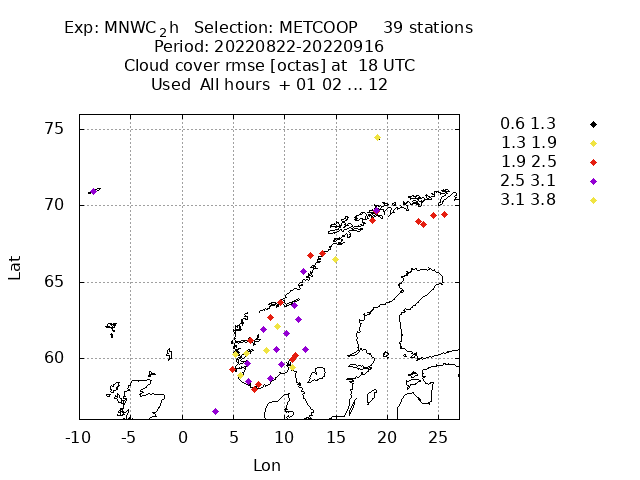 Exp: MNWC_2h   Selection: METCOOP     39 stations
Period: 20220822-20220916
Cloud cover rmse [octas] at  18 UTC
Used  All hours  + 01 02 ... 12
0.6 1.3
1.3 1.9
1.9 2.5
2.5 3.1
3.1 3.8
75
70
65
60
Lat
-10 -5 0 5 10 15 20 25
Lon